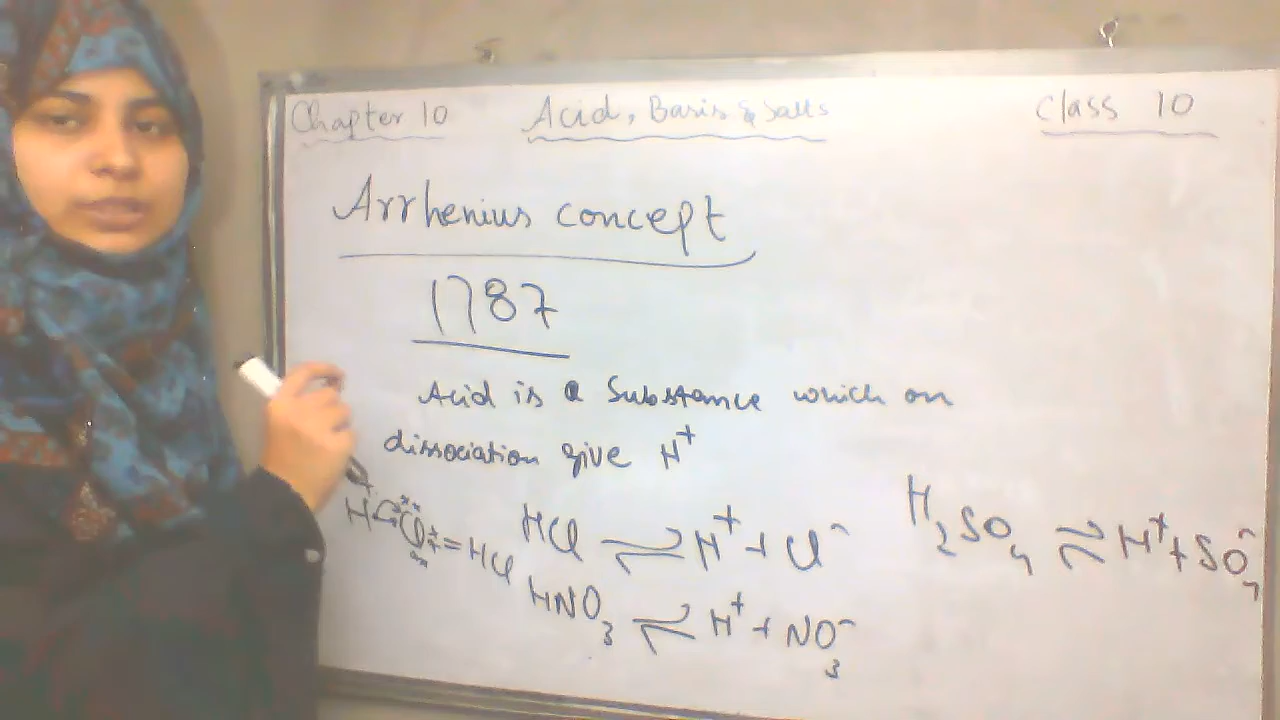 Chapter 10 Acid, Basis & Salts Class 10
Arrhenius concept
1787
Acid is a Substance which on
dissociation give H⁺
H Cl = HCl
HCl ⇌ H⁺ + Cl⁻
H₂SO₄ ⇌ H⁺ + SO₄⁻
HNO₃ ⇌ H⁺ + NO₃⁻